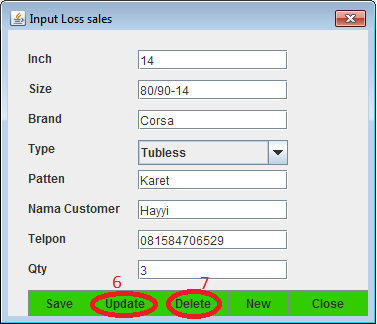 Input Loss sales
Inch 14
Size 80/90-14
Brand Corsa
Type Tubless
Patten Karet
Nama Customer Hayyi
Telpon 081584706529
Qty 3
6 7
Save Update Delete New Close